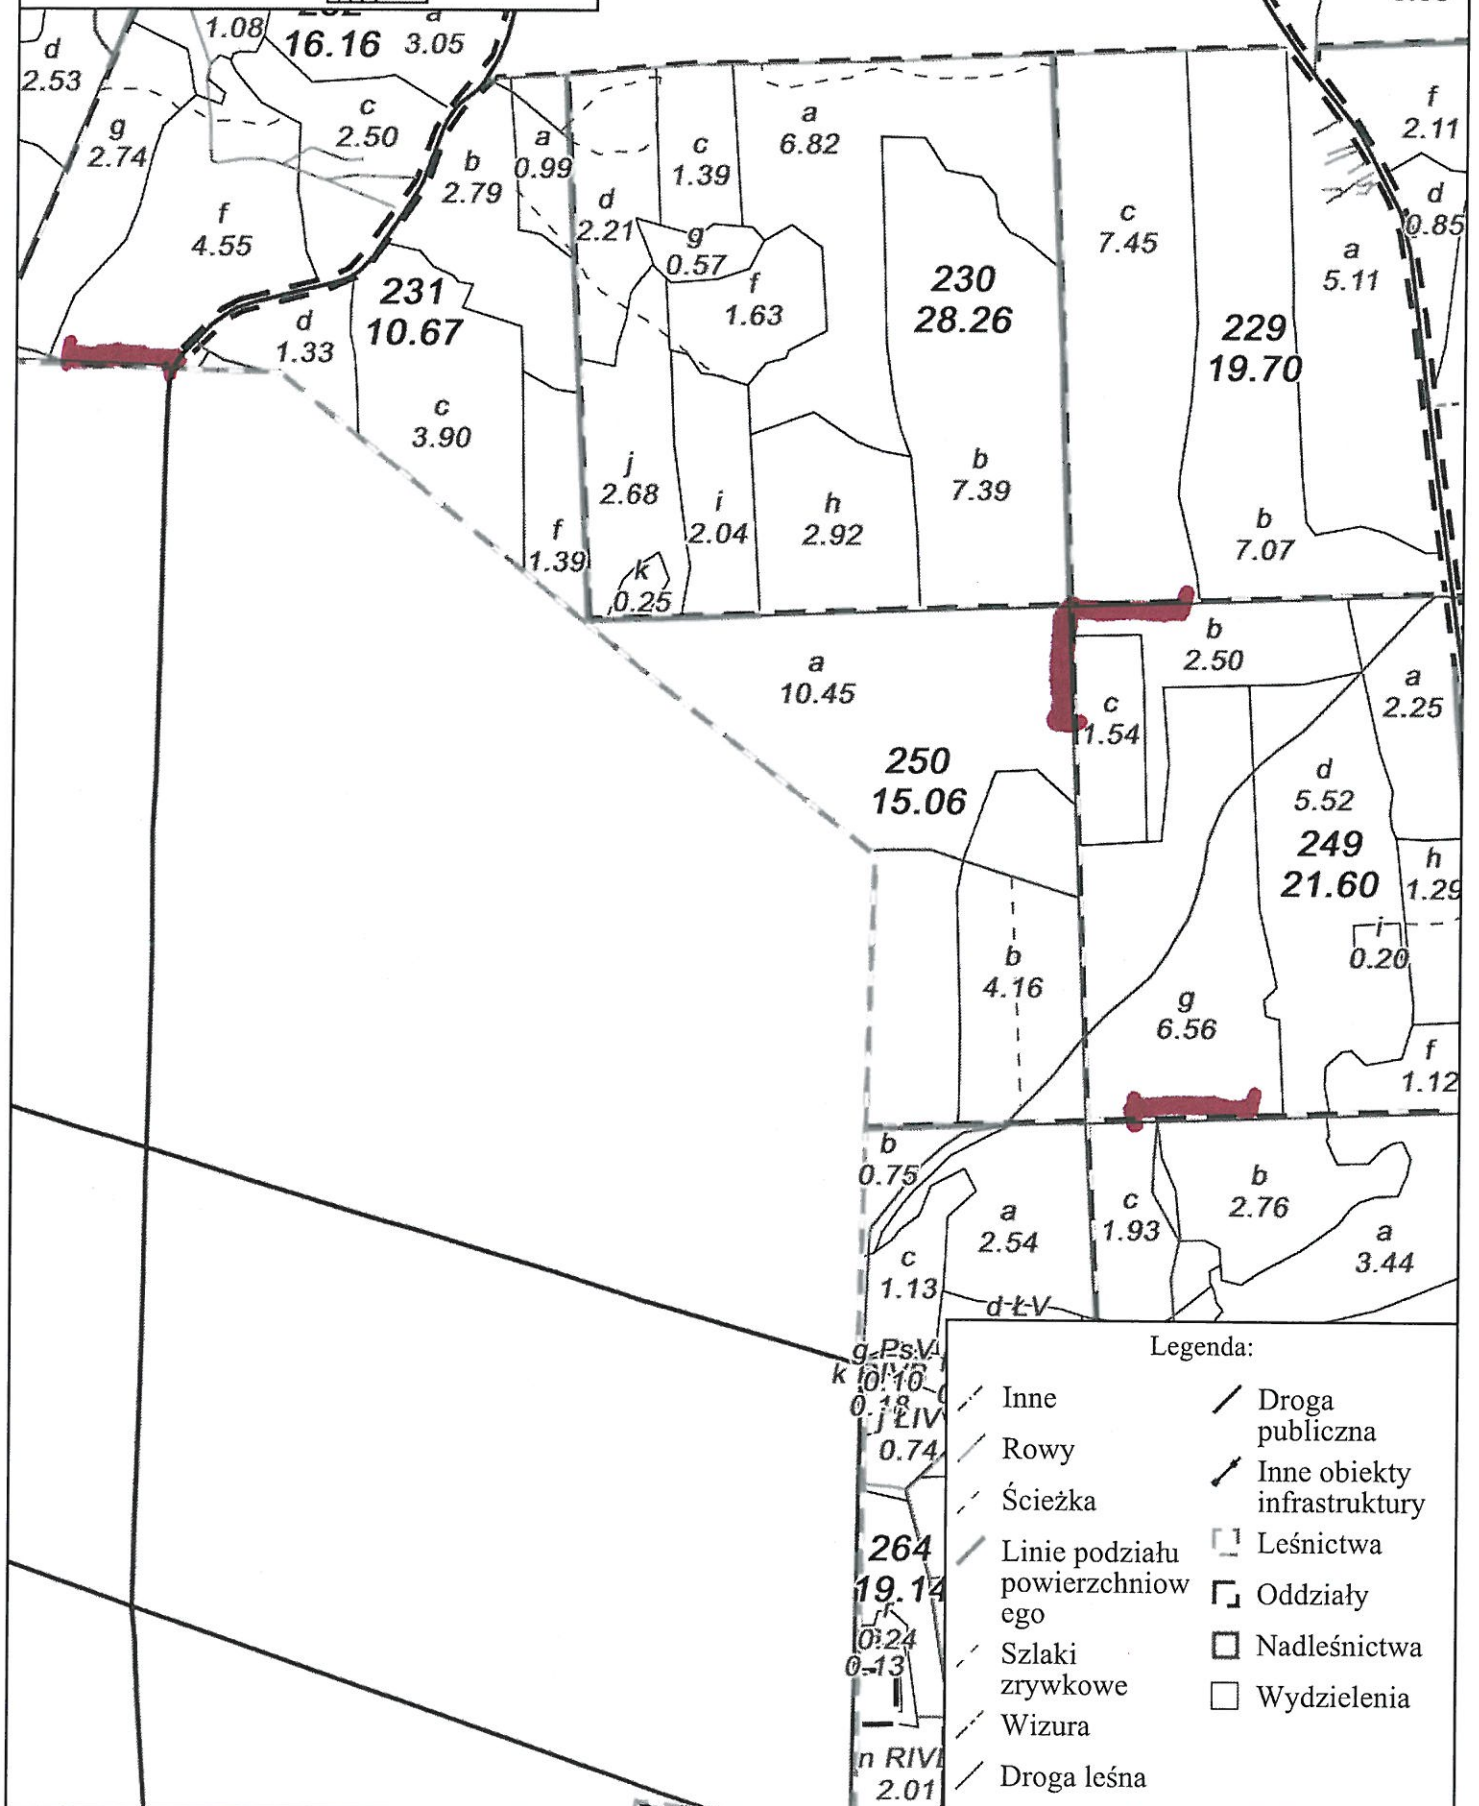 1.08
16.16
a
3.05
d
2.53
g
2.74
c
2.50
f
4.55
b
2.79
a
0.99
c
1.39
a
6.82
d
2.21
g
0.57
f
1.63
230
28.26
c
7.45
229
19.70
a
5.11
f
2.11
d
0.85
231
10.67
d
1.33
c
3.90
f
1.39
j
2.68
k
0.25
i
2.04
h
2.92
b
7.39
b
7.07
a
10.45
250
15.06
b
4.16
b
2.50
c
1.54
a
2.25
d
5.52
249
21.60
h
1.29
i
0.20
g
6.56
f
1.12
b
0.75
a
2.54
c
1.13
d ŁV
c
1.93
b
2.76
a
3.44
g PsV
k
0.10
0.18
j ŁIV
0.74
264
19.14
r
0.24
0.13
n
2.01
Legenda:
Inne
Rowy
Ścieżka
Linie podziału
powierzchniow
ego
Szlaki
zrywkowe
Wizura
Droga leśna
Droga
publiczna
Inne obiekty
infrastruktury
Leśnictwa
Oddziały
Nadleśnictwa
Wydzielenia